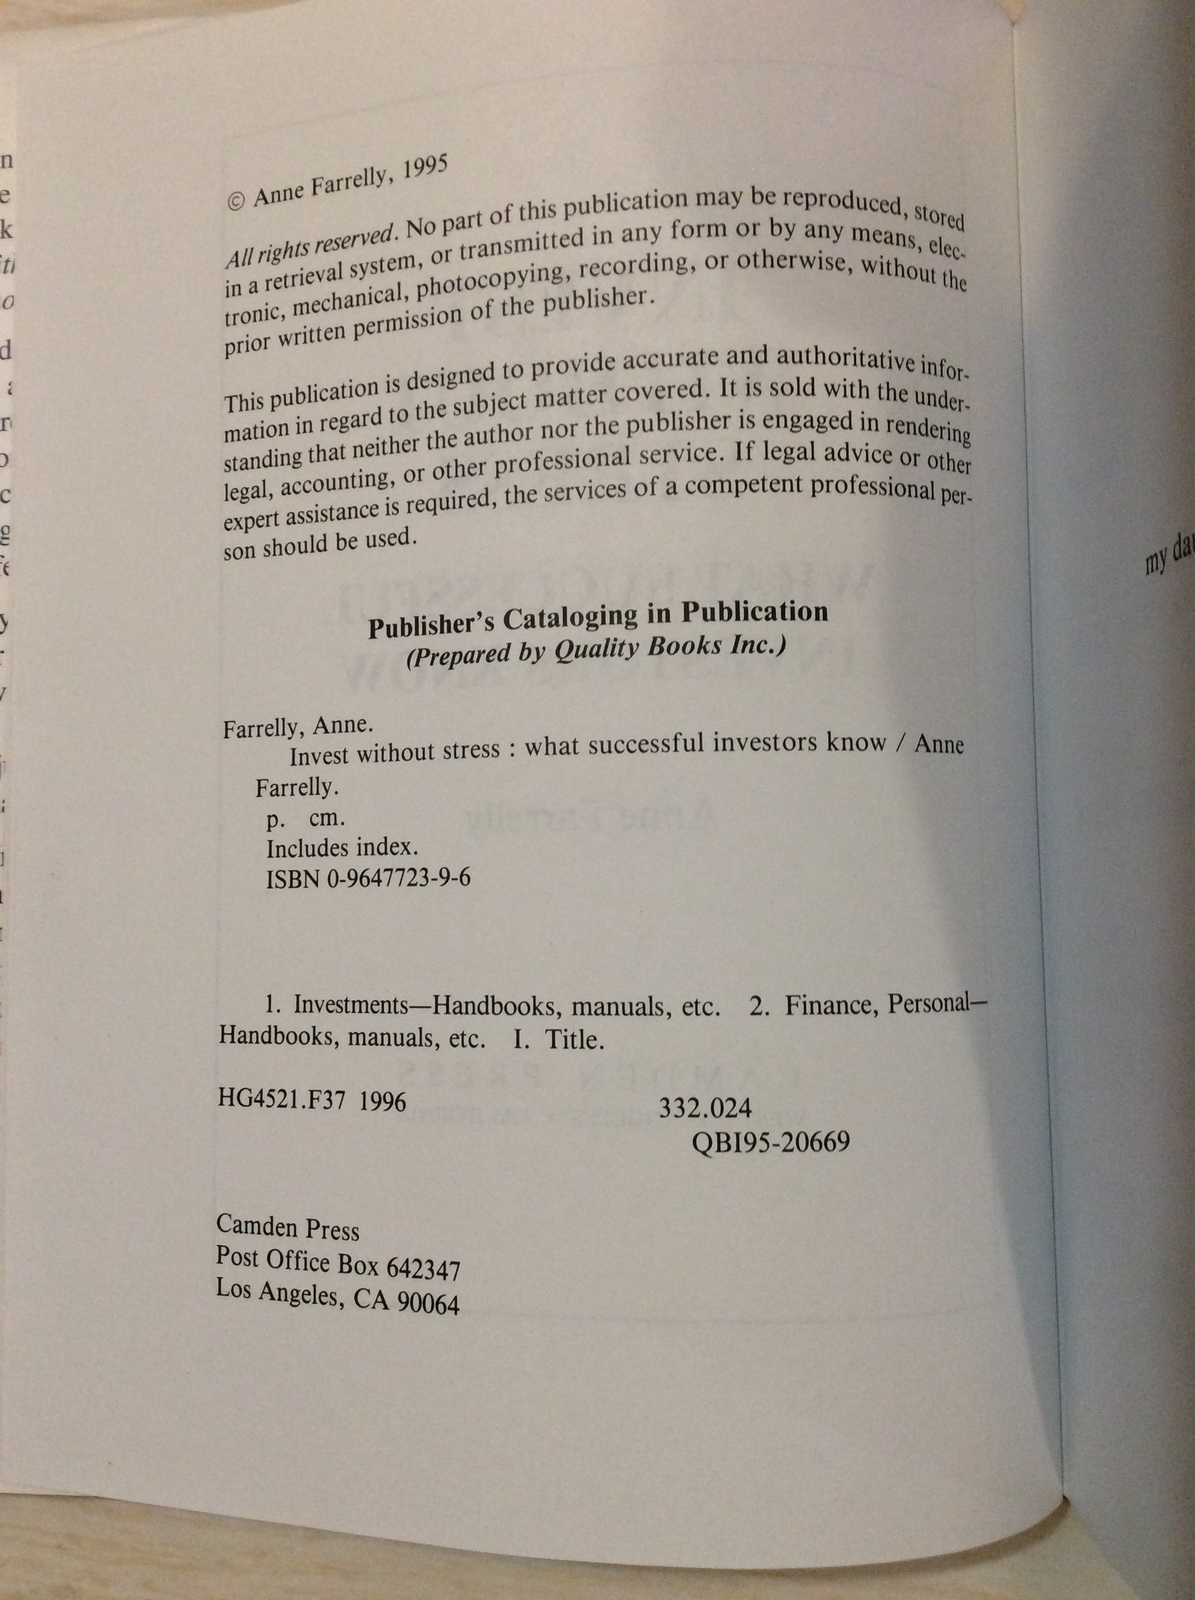 © Anne Farrelly, 1995
All rights reserved. No part of this publication may be reproduced, stored
in a retrieval system, or transmitted in any form or by any means, elec-
tronic, mechanical, photocopying, recording, or otherwise, without the
prior written permission of the publisher.
This publication is designed to provide accurate and authoritative infor-
mation in regard to the subject matter covered. It is sold with the under-
standing that neither the author nor the publisher is engaged in rendering
legal, accounting, or other professional service. If legal advice or other
expert assistance is required, the services of a competent professional per-
son should be used.
Publisher's Cataloging in Publication
(Prepared by Quality Books Inc.)
Farrelly, Anne.
Invest without stress : what successful investors know / Anne
Farrelly.
p. cm.
Includes index.
ISBN 0-9647723-9-6
1. Investments—Handbooks, manuals, etc. 2. Finance, Personal—
Handbooks, manuals, etc. I. Title.
HG4521.F37 1996
332.024
QBI95-20669
Camden Press
Post Office Box 642347
Los Angeles, CA 90064
my